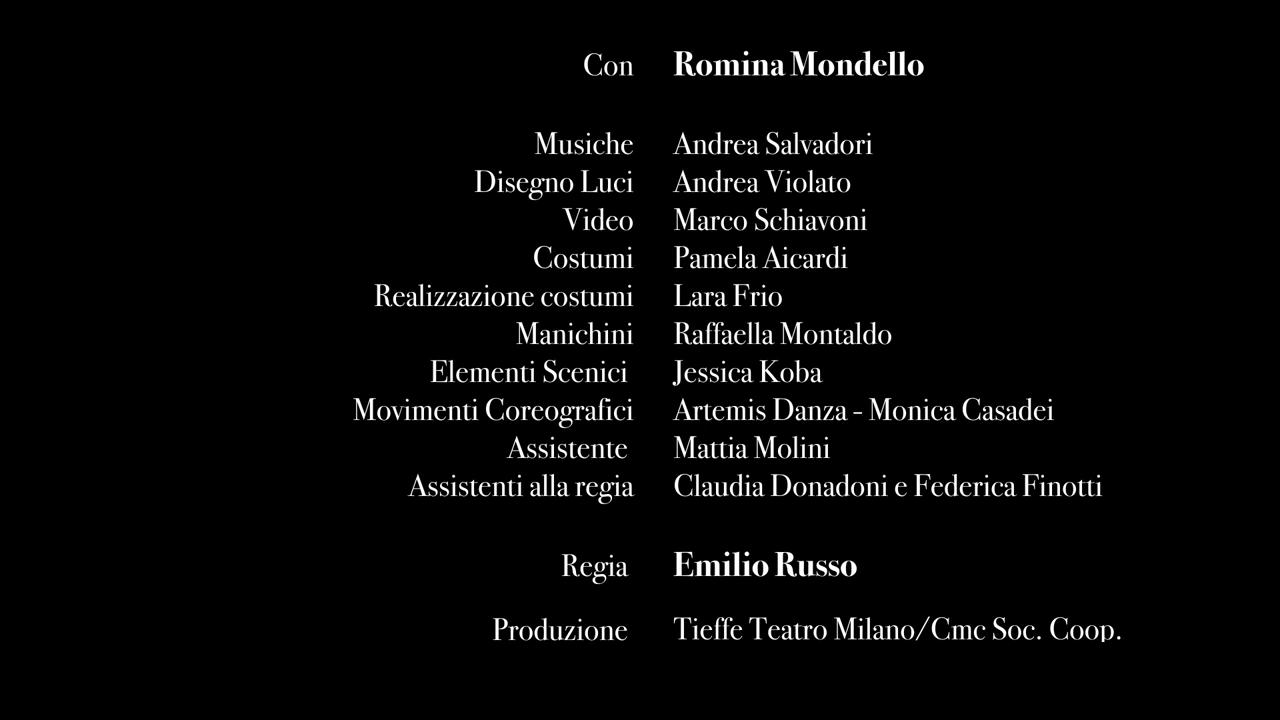 Con Romina Mondello
Musiche Andrea Salvadori
Disegno Luci Andrea Violato
Video Marco Schiavoni
Costumi Pamela Aicardi
Realizzazione costumi Lara Frio
Manichini Raffaella Montaldo
Elementi Scenici Jessica Koba
Movimenti Coreografici Artemis Danza - Monica Casadei
Assistente Mattia Molini
Assistenti alla regia Claudia Donadoni e Federica Finotti
Regia Emilio Russo
Produzione Tieffe Teatro Milano/Cmc Soc. Coop.